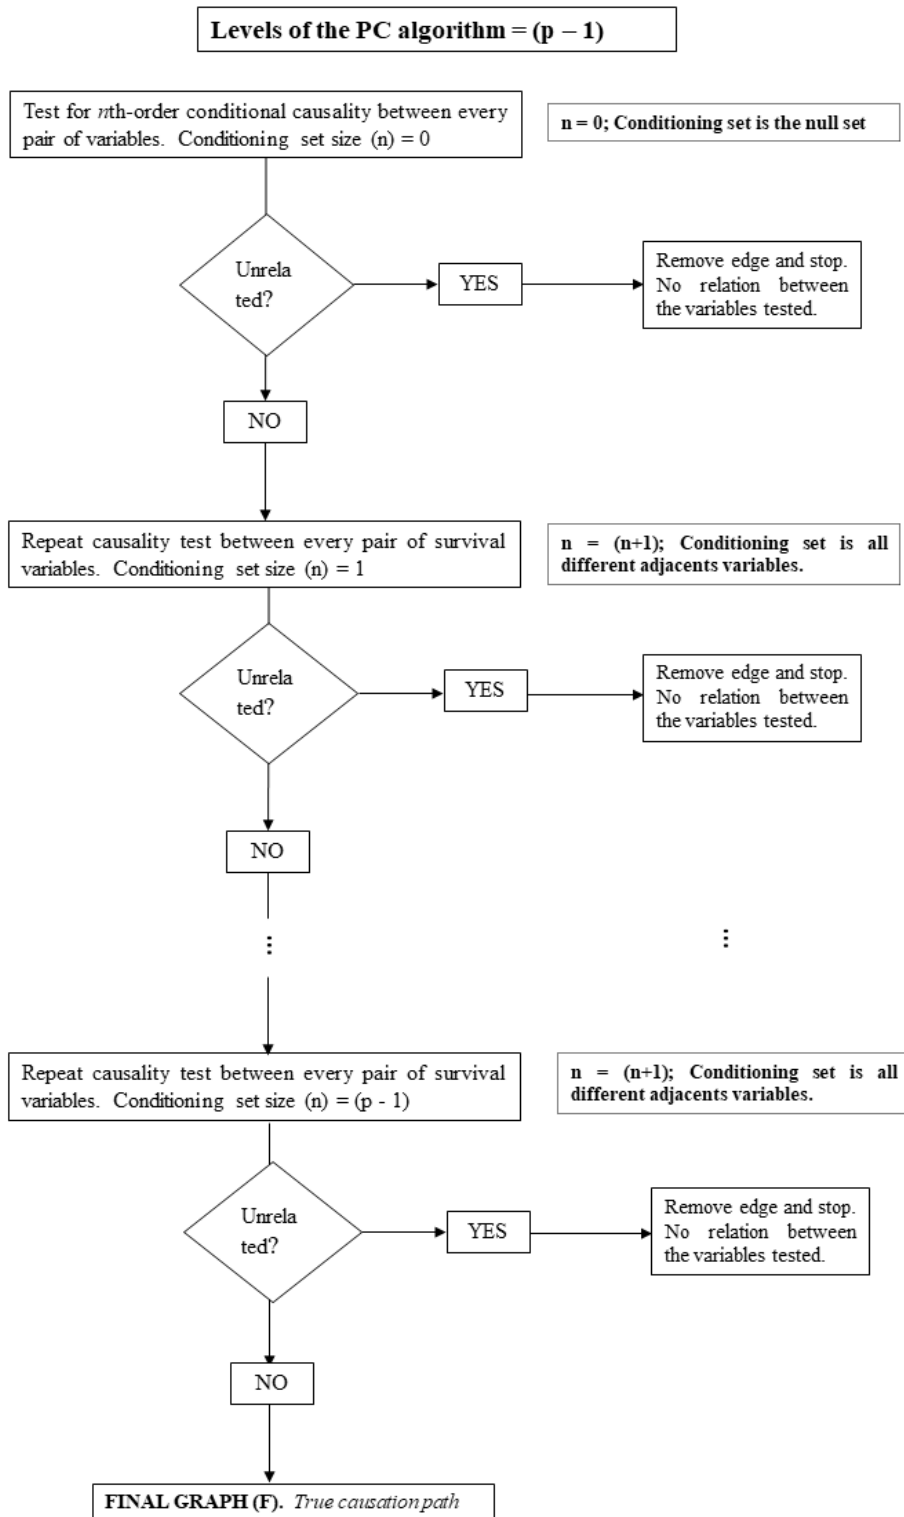 Levels of the PC algorithm = (p – 1)
Test for nth-order conditional causality between every
pair of variables. Conditioning set size (n) = 0
n = 0; Conditioning set is the null set
Unrela
ted?
YES
Remove edge and stop.
No relation between
the variables tested.
NO
Repeat causality test between every pair of survival
variables. Conditioning set size (n) = 1
n = (n+1); Conditioning set is all
different adjacents variables.
Unrela
ted?
YES
Remove edge and stop.
No relation between
the variables tested.
NO
...
...
Repeat causality test between every pair of survival
variables. Conditioning set size (n) = (p - 1)
n = (n+1); Conditioning set is all
different adjacents variables.
Unrela
ted?
YES
Remove edge and stop.
No relation between
the variables tested.
NO
FINAL GRAPH (F). True causation path